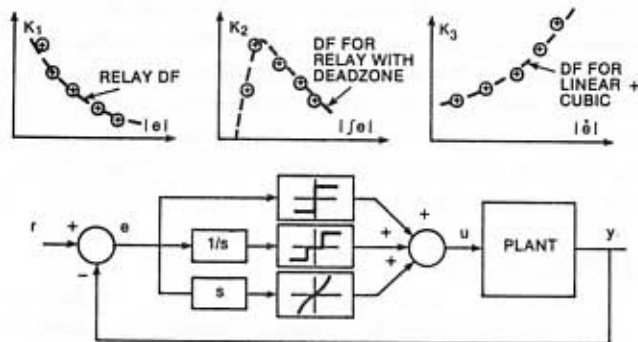 K1
RELAY DF
|e|
K2
DF FOR
RELAY WITH
DEADZONE
|∫e|
K3
DF FOR
LINEAR +
CUBIC
|ė|
r
+
−
e
1/s
s
+
+
+
u
PLANT
y